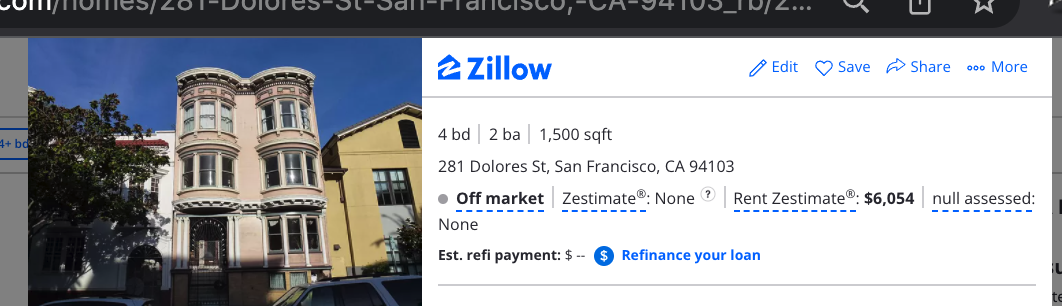 com/homes/281-Dolores-St-San-Francisco,-CA-94103_rb/2...
4+ bd
Zillow
Edit Save Share More
4 bd 2 ba 1,500 sqft
281 Dolores St, San Francisco, CA 94103
Off market Zestimate®: None ? Rent Zestimate®: $6,054 null assessed:
None
Est. refi payment: $ -- $ Refinance your loan